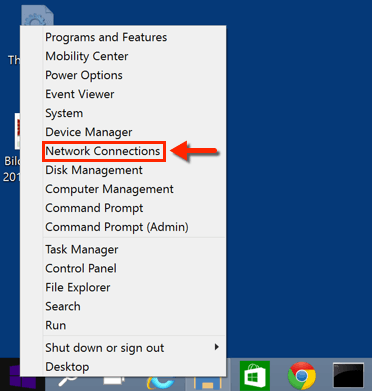 Th
Bild
201
Programs and Features
Mobility Center
Power Options
Event Viewer
System
Device Manager
Network Connections
Disk Management
Computer Management
Command Prompt
Command Prompt (Admin)
Task Manager
Control Panel
File Explorer
Search
Run
Shut down or sign out
Desktop